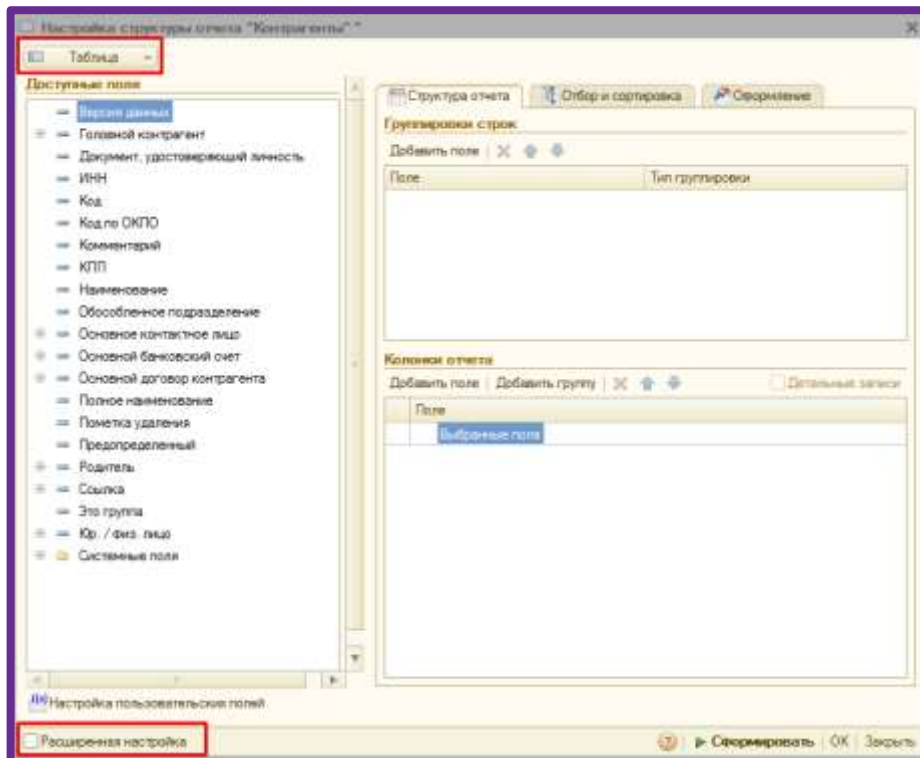 Настройка структуры отчета "Контрагенты" *
Таблица
Доступные поля
Версия данных
Головной контрагент
Документ, удостоверяющий личность
ИНН
Код
Код по ОКПО
Комментарий
КПП
Наименование
Обособленное подразделение
Основное контактное лицо
Основной банковский счет
Основной договор контрагента
Полное наименование
Пометка удаления
Предопределенный
Родитель
Ссылка
Это группа
Юр. / физ. лицо
Системные поля
Настройка пользовательских полей
Структура отчета Отбор и сортировка Оформление
Группировки строк
Добавить поле
Поле Тип группировки
Колонки отчета
Добавить поле Добавить группу Детальные записи
Поле
Выбранные поля
Расширенная настройка
Сформировать OK Закрыть